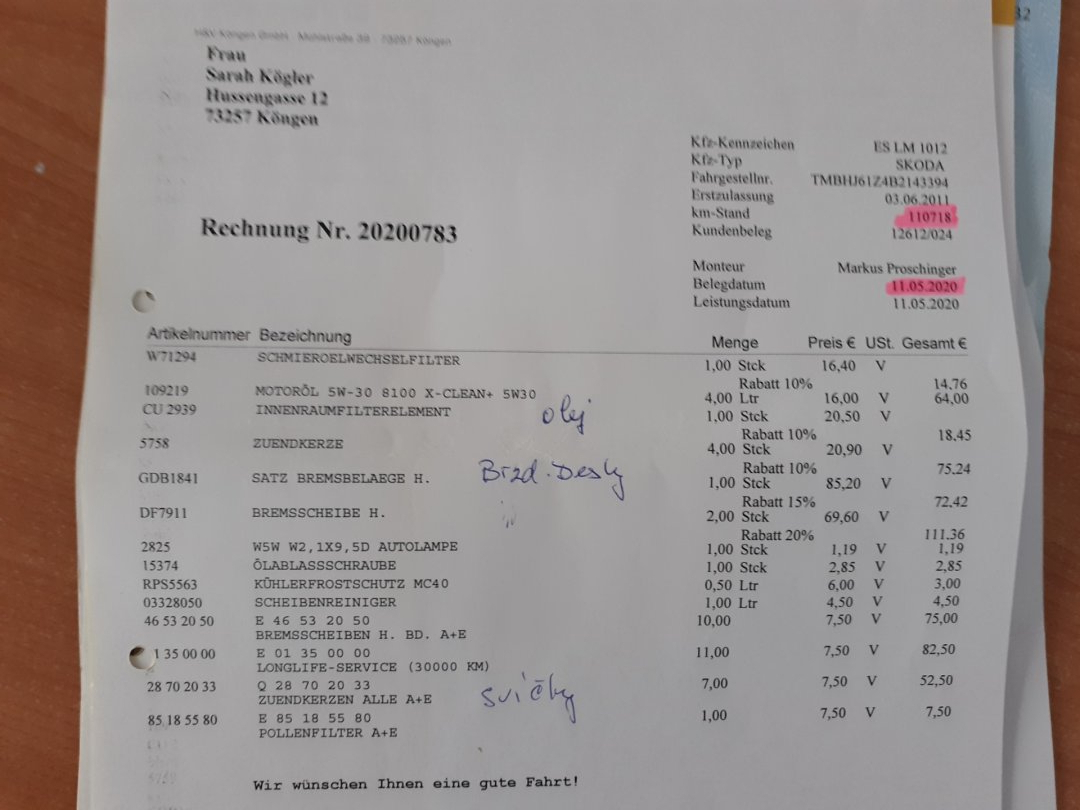 H&V Köngen GmbH · Mühlstraße 39 · 73257 Köngen
Frau
Sarah Kögler
Hussengasse 12
73257 Köngen
32
Kfz-Kennzeichen ES LM 1012
Kfz-Typ SKODA
Fahrgestellnr. TMBHJ61Z4B2143394
Erstzulassung 03.06.2011
km-Stand 110718
Kundenbeleg 12612/024
Rechnung Nr. 20200783
Monteur Markus Proschinger
Belegdatum 11.05.2020
Leistungsdatum 11.05.2020
Artikelnummer Bezeichnung Menge Preis € USt. Gesamt €
W71294 SCHMIEROELWECHSELFILTER 1,00 Stck 16,40 V
Rabatt 10% 14.76
109219 MOTORÖL 5W-30 8100 X-CLEAN+ 5W30 4,00 Ltr 16,00 V 64,00
CU 2939 INNENRAUMFILTERELEMENT olej 1,00 Stck 20,50 V
Rabatt 10% 18.45
5758 ZUENDKERZE 4,00 Stck 20,90 V
Rabatt 10% 75.24
GDB1841 SATZ BREMSBELAEGE H. Brzd. Desky 1,00 Stck 85,20 V
Rabatt 15% 72.42
DF7911 BREMSSCHEIBE H. 2,00 Stck 69,60 V
Rabatt 20% 111.36
2825 W5W W2,1X9,5D AUTOLAMPE 1,00 Stck 1,19 V 1,19
15374 ÖLABLASSSCHRAUBE 1,00 Stck 2,85 V 2,85
RPS5563 KÜHLERFROSTSCHUTZ MC40 0,50 Ltr 6,00 V 3,00
03328050 SCHEIBENREINIGER 1,00 Ltr 4,50 V 4,50
46 53 20 50 E 46 53 20 50 10,00 7,50 V 75,00
BREMSSCHEIBEN H. BD. A+E
1 35 00 00 E 01 35 00 00 11,00 7,50 V 82,50
LONGLIFE-SERVICE (30000 KM)
28 70 20 33 Q 28 70 20 33 7,00 7,50 V 52,50
ZUENDKERZEN ALLE A+E svíčky
85 18 55 80 E 85 18 55 80 1,00 7,50 V 7,50
POLLENFILTER A+E
Wir wünschen Ihnen eine gute Fahrt!